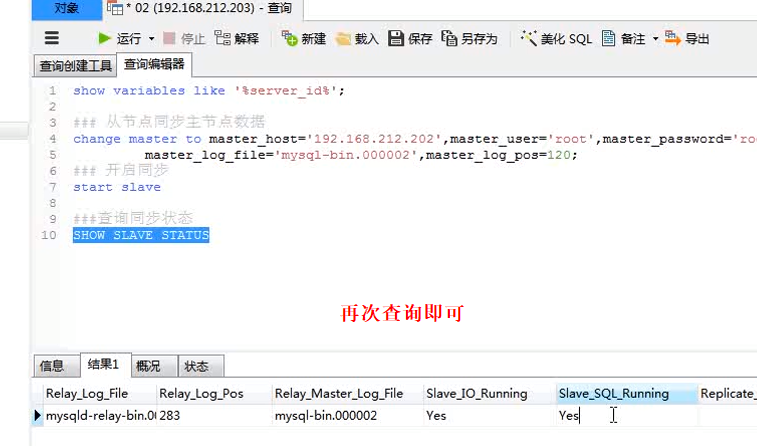 对象
* 02 (192.168.212.203) - 查询
运行 停止 解释 新建 载入 保存 另存为 美化 SQL 备注 导出
查询创建工具 查询编辑器
1 show variables like '%server_id%';
2
3 ### 从节点同步主节点数据
4 change master to master_host='192.168.212.202',master_user='root',master_password='ro
5 master_log_file='mysql-bin.000002',master_log_pos=120;
6 ### 开启同步
7 start slave
8
9 ###查询同步状态
10 SHOW SLAVE STATUS
再次查询即可
信息 结果1 概况 状态
Relay_Log_File Relay_Log_Pos Relay_Master_Log_File Slave_IO_Running Slave_SQL_Running Replicate_
mysqld-relay-bin.00 283 mysql-bin.000002 Yes Yes